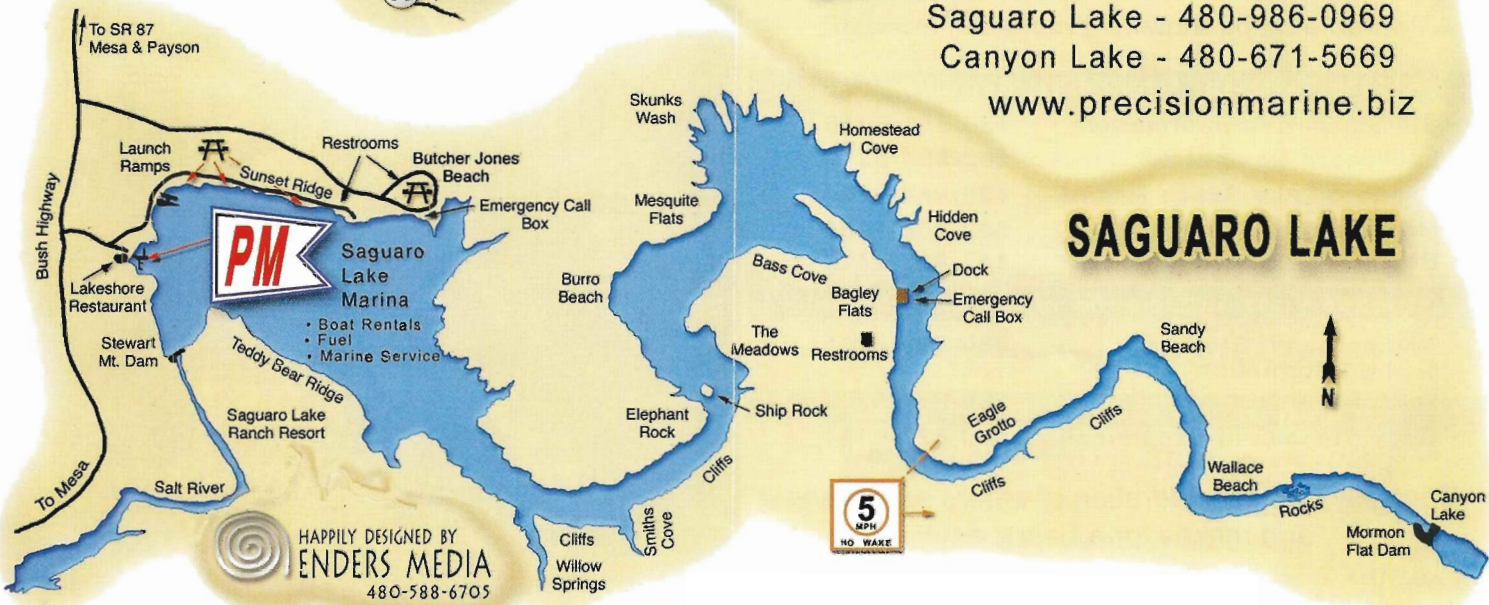 To SR 87
Mesa & Payson
Saguaro Lake - 480-986-0969
Canyon Lake - 480-671-5669
www.precisionmarine.biz
SAGUARO LAKE
Bush Highway
To Mesa
Launch
Ramps
Sunset Ridge
Restrooms
Butcher Jones
Beach
Emergency Call
Box
PM
Saguaro
Lake
Marina
• Boat Rentals
• Fuel
• Marine Service
Lakeshore
Restaurant
Stewart
Mt. Dam
Teddy Bear Ridge
Saguaro Lake
Ranch Resort
Salt River
Skunks
Wash
Homestead
Cove
Mesquite
Flats
Hidden
Cove
Burro
Beach
Bass Cove
Bagley
Flats
Dock
Emergency
Call Box
The
Meadows
Restrooms
Ship Rock
Elephant
Rock
Cliffs
Smiths
Cove
Cliffs
Willow
Springs
Eagle
Grotto
Cliffs
Cliffs
Sandy
Beach
Wallace
Beach
Rocks
Canyon
Lake
Mormon
Flat Dam
N
5
MPH
NO WAKE
HAPPILY DESIGNED BY
ENDERS MEDIA
480-588-6705